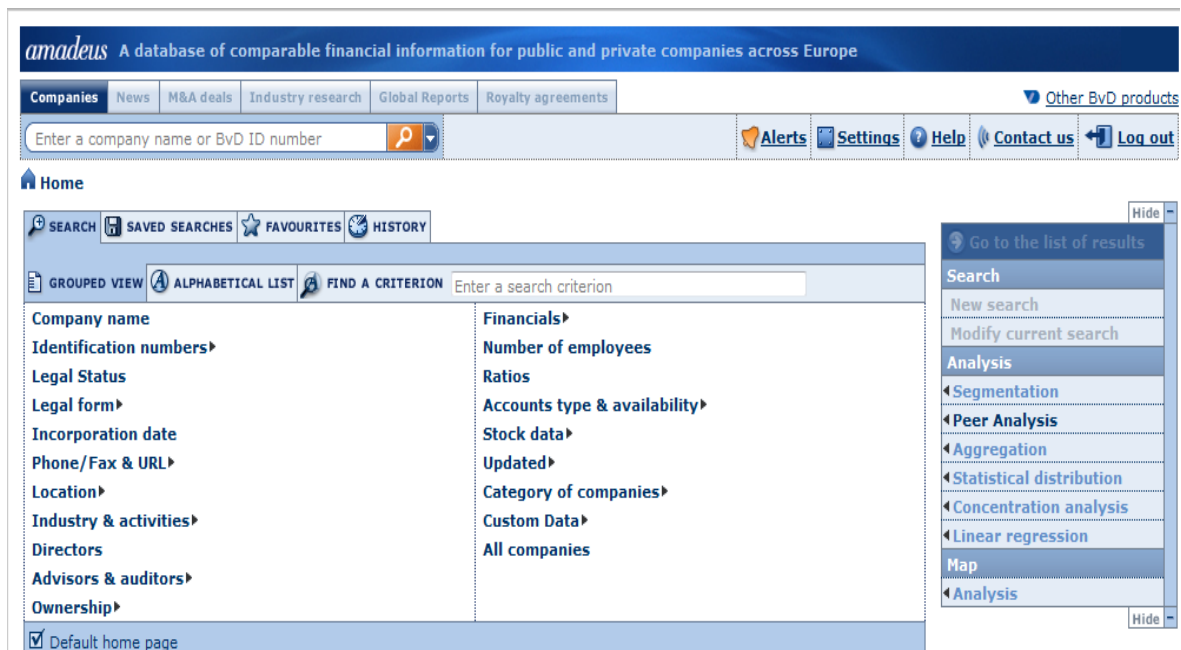 amadeus A database of comparable financial information for public and private companies across Europe
Companies News M&A deals Industry research Global Reports Royalty agreements
Other BvD products
Enter a company name or BvD ID number
Alerts Settings Help Contact us Log out
Home
SEARCH SAVED SEARCHES FAVOURITES HISTORY
GROUPED VIEW ALPHABETICAL LIST FIND A CRITERION Enter a search criterion
Company name
Identification numbers
Legal Status
Legal form
Incorporation date
Phone/Fax & URL
Location
Industry & activities
Directors
Advisors & auditors
Ownership
Financials
Number of employees
Ratios
Accounts type & availability
Stock data
Updated
Category of companies
Custom Data
All companies
Default home page
Hide
Go to the list of results
Search
New search
Modify current search
Analysis
Segmentation
Peer Analysis
Aggregation
Statistical distribution
Concentration analysis
Linear regression
Map
Analysis
Hide